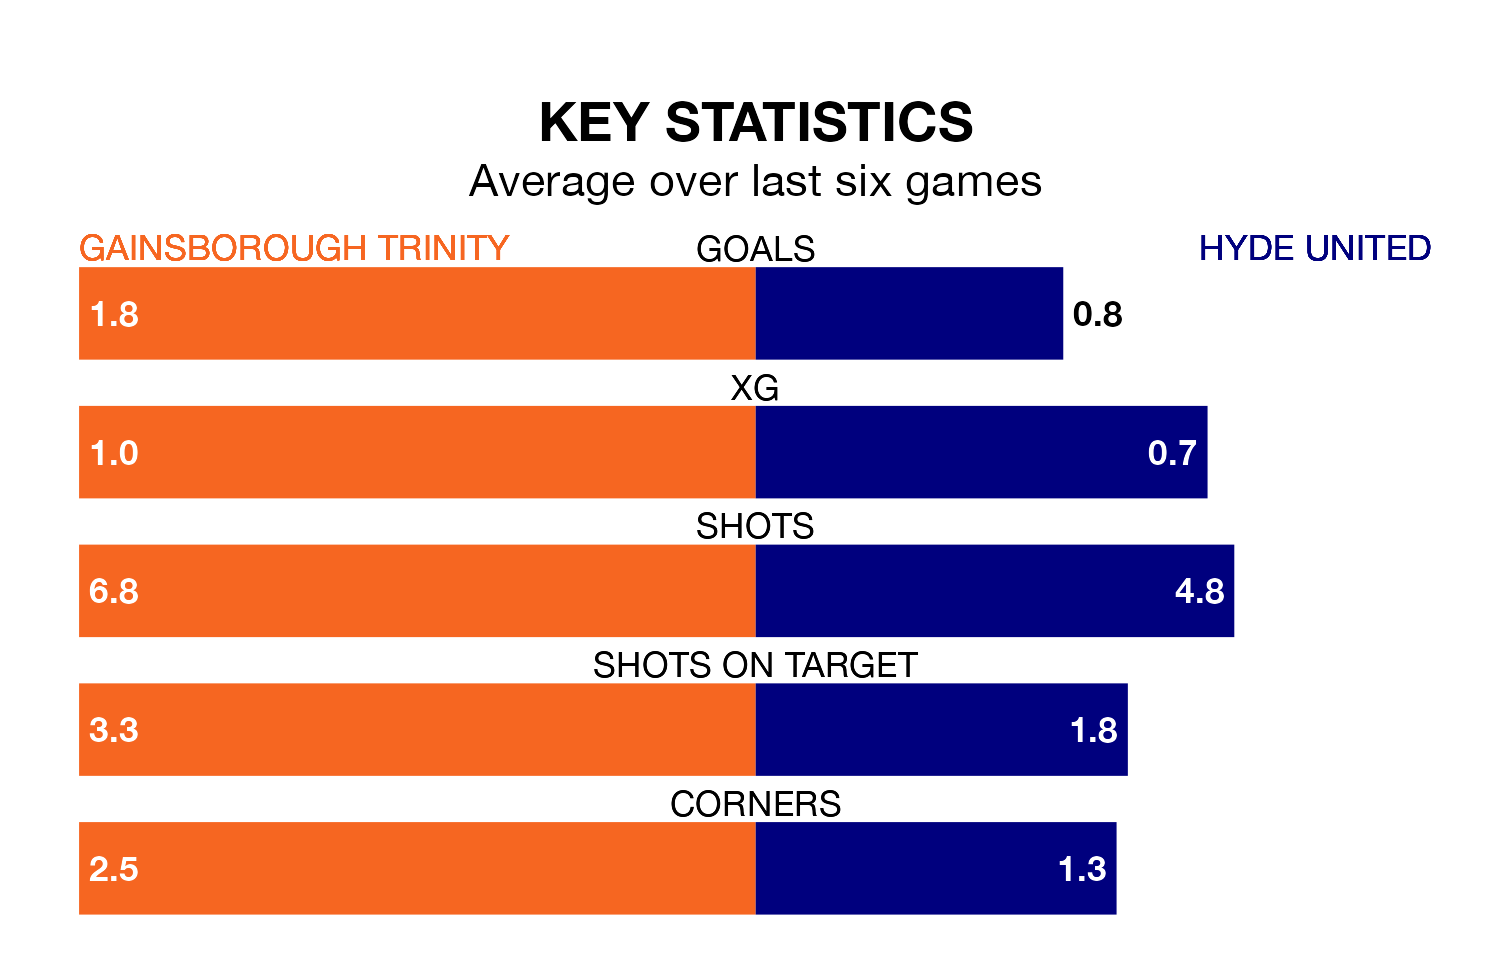 KEY STATISTICS
Average over last six games
GAINSBOROUGH TRINITY GOALS HYDE UNITED
1.8 0.8
XG
1.0 0.7
SHOTS
6.8 4.8
SHOTS ON TARGET
3.3 1.8
CORNERS
2.5 1.3